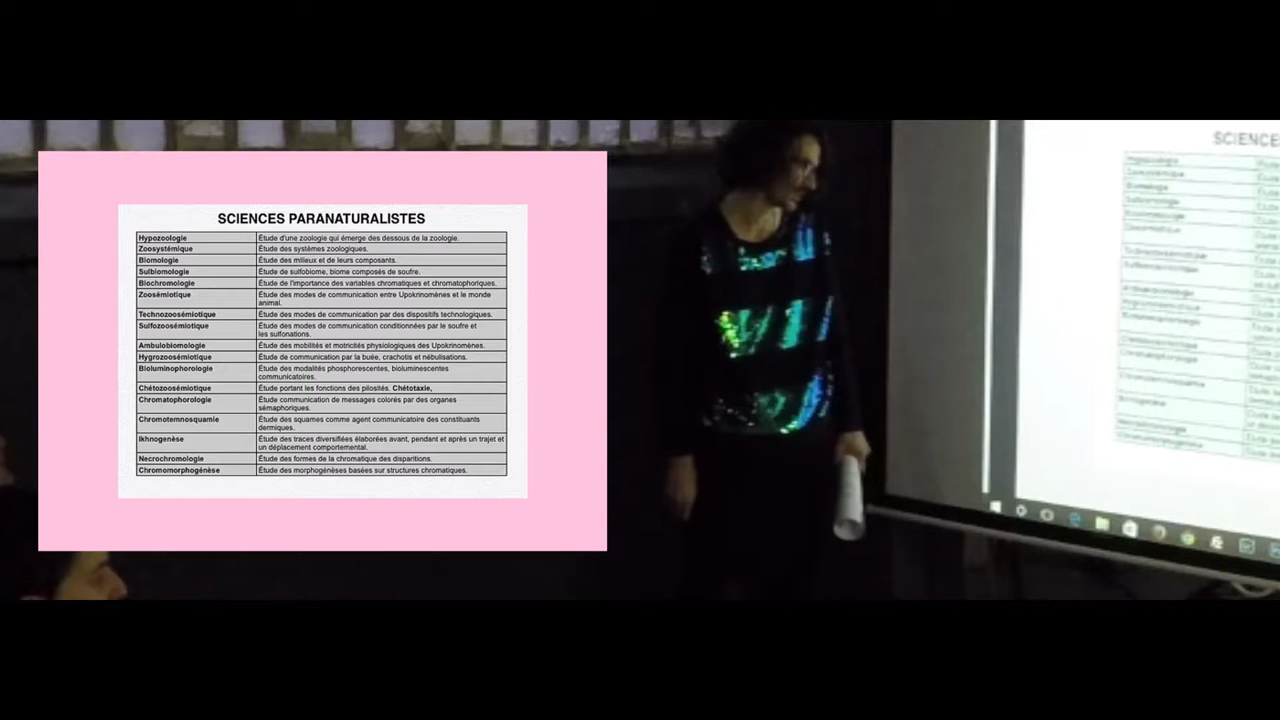 SCIENCES PARANATURALISTES
Hypozoologie Étude d'une zoologie qui émerge des dessous de la zoologie.
Zoosystémique Étude des systèmes zoologiques.
Biomologie Étude des milieux et de leurs composants.
Sulbiomologie Étude de sulfobiome, biome composés de soufre.
Biochromologie Étude de l'importance des variables chromatiques et chromatophoriques.
Zoosémiotique Étude des modes de communication entre Upokrinomènes et le monde
animal.
Technozoosémiotique Étude des modes de communication par des dispositifs technologiques.
Sulfozoosémiotique Étude des modes de communication conditionnées par le soufre et
les sulfonations.
Ambulobiomologie Étude des mobilités et motricités physiologiques des Upokrinomènes.
Hygrozoosémiotique Étude de communication par la buée, crachotis et nébulisations.
Bioluminophorologie Étude des modalités phosphorescentes, bioluminescentes
communicatoires.
Chétozoosémiotique Étude portant les fonctions des pilosités. Chétotaxie,
Chromatophorologie Étude communication de messages colorés par des organes
sémaphoriques.
Chromotemnosquamie Étude des squames comme agent communicatoire des constituants
dermiques.
Ikhnogenèse Étude des traces diversifiées élaborées avant, pendant et après un trajet et
un déplacement comportemental.
Necrochromologie Étude des formes de la chromatique des disparitions.
Chromomorphogénèse Étude des morphogénèses basées sur structures chromatiques.
SCIENCES